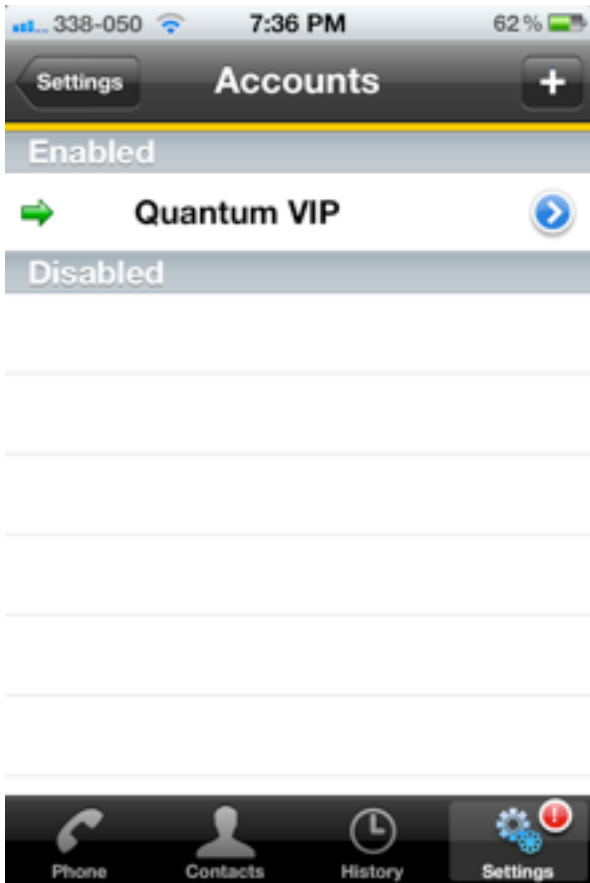 338-050 7:36 PM 62%
Settings Accounts +
Enabled
Quantum VIP
Disabled
Phone Contacts History Settings